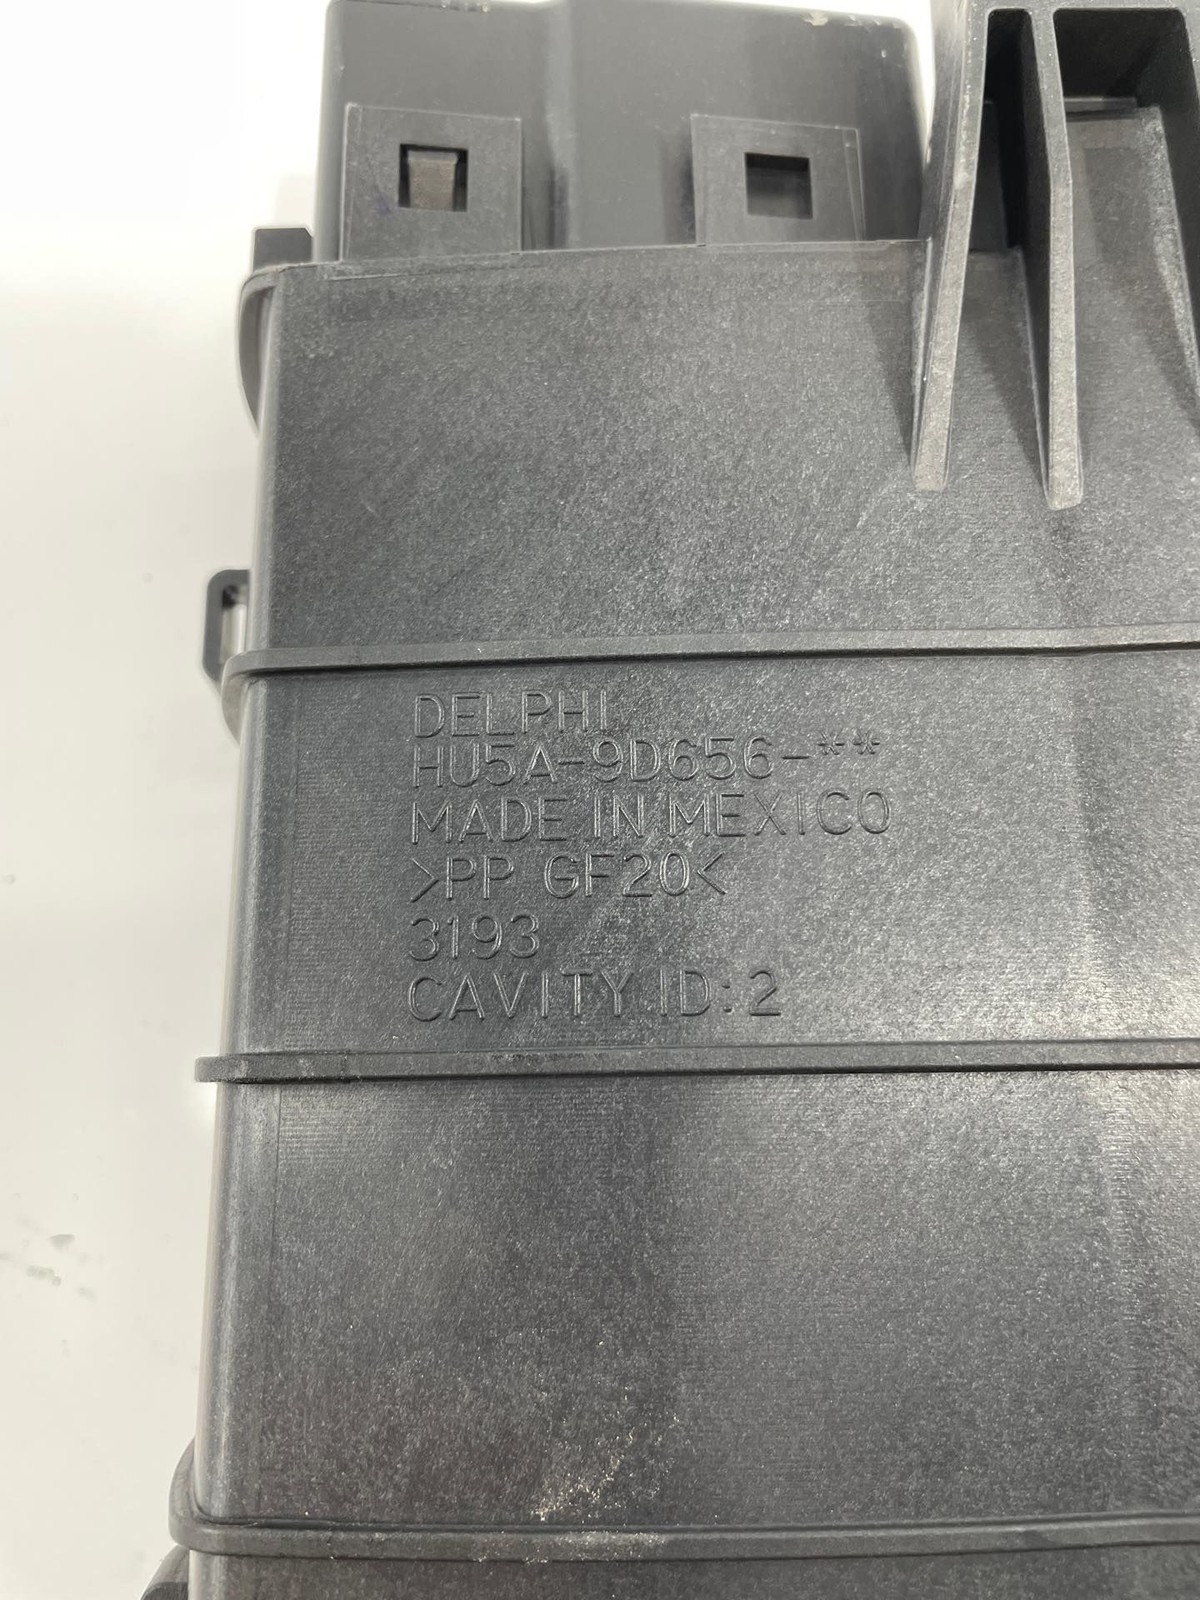 DELPHI
HU5A-9D656-**
MADE IN MEXICO
>PP GF20<
3193
CAVITY ID:2